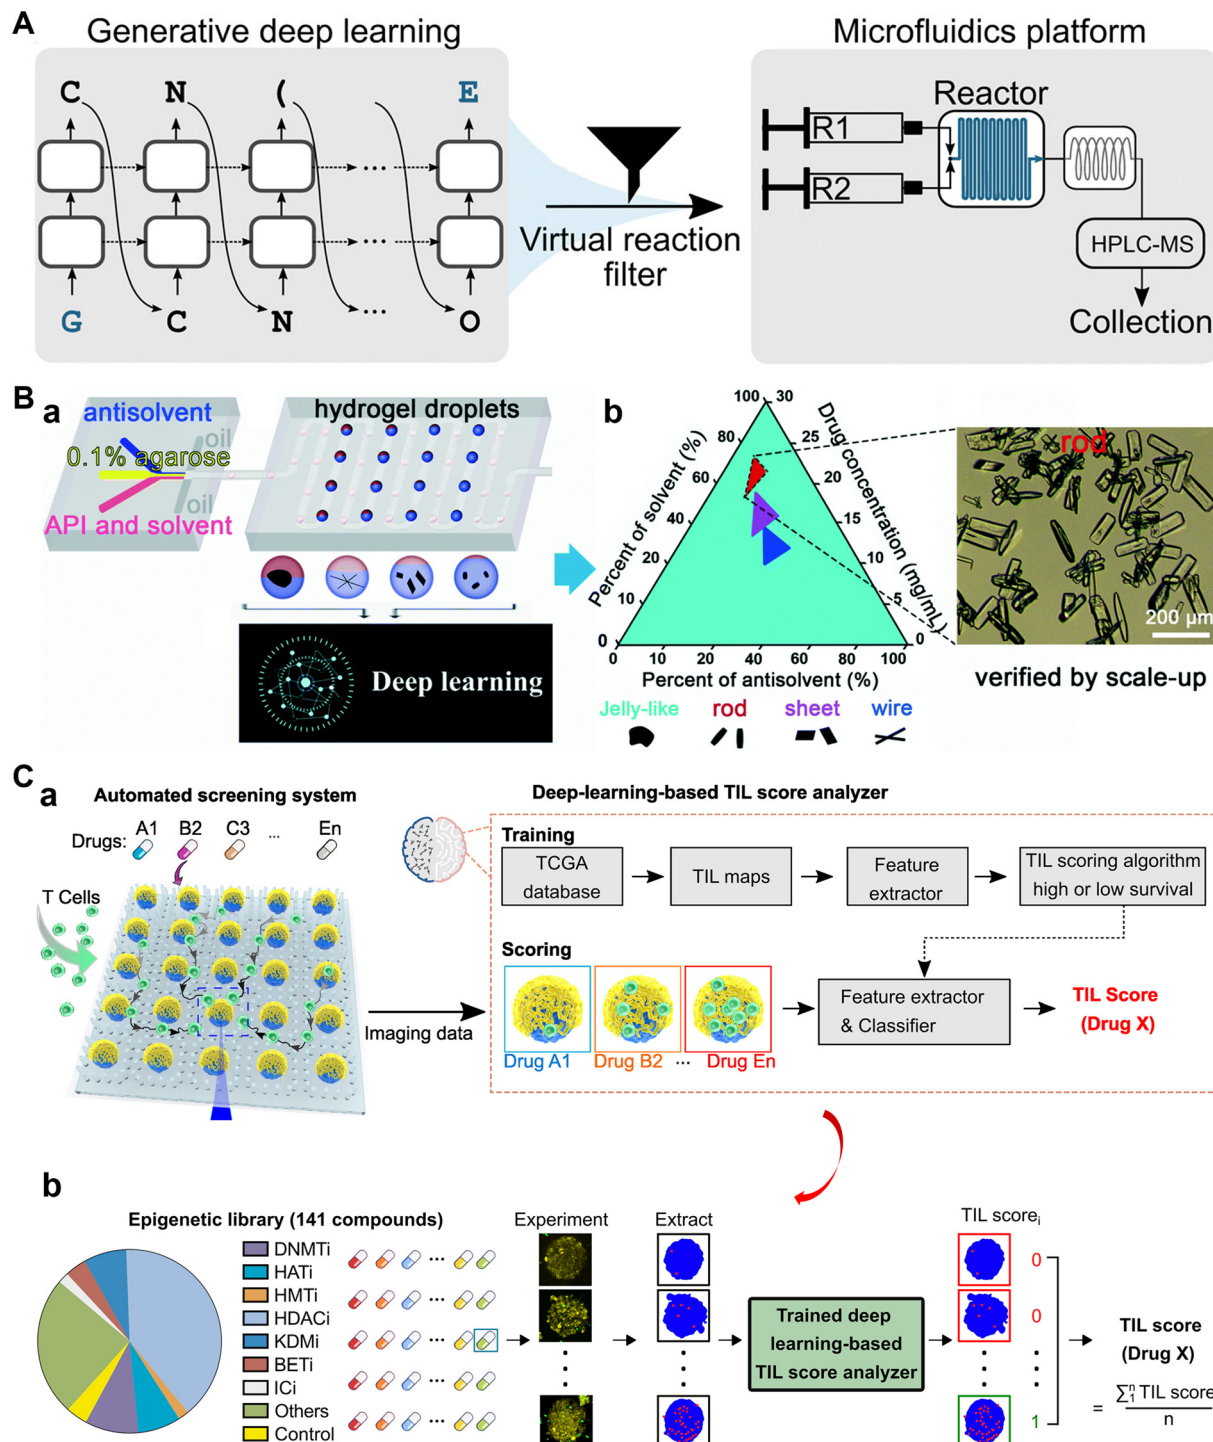 A
Generative deep learning
Microfluidics platform
C N ( ... E
...
...
G C N ... O
Virtual reaction
filter
R1
R2
Reactor
HPLC-MS
Collection
B
a
antisolvent
0.1% agarose
API and solvent
oil
oil
hydrogel droplets
Deep learning
b
Percent of solvent (%)
100
80
60
40
20
10
0
Drug concentration (mg/mL)
30
25
20
15
10
5
0
0 10 20 40 60 80 100
Percent of antisolvent (%)
Jelly-like rod sheet wire
rod
200 µm
verified by scale-up
C
a
Automated screening system
Drugs: A1 B2 C3 ... En
T Cells
Imaging data
Deep-learning-based TIL score analyzer
Training
TCGA
database
TIL maps
Feature
extractor
TIL scoring algorithm
high or low survival
Scoring
Drug A1 Drug B2 ... Drug En
Feature extractor
& Classifier
TIL Score
(Drug X)
b
Epigenetic library (141 compounds)
DNMTi
HATi
HMTi
HDACi
KDMi
BETi
ICi
Others
Control
...
...
...
...
...
Experiment
Extract
Trained deep
learning-based
TIL score analyzer
TIL scoreᵢ
0
0
1
TIL score
(Drug X)
= ∑₁ⁿ TIL score
n